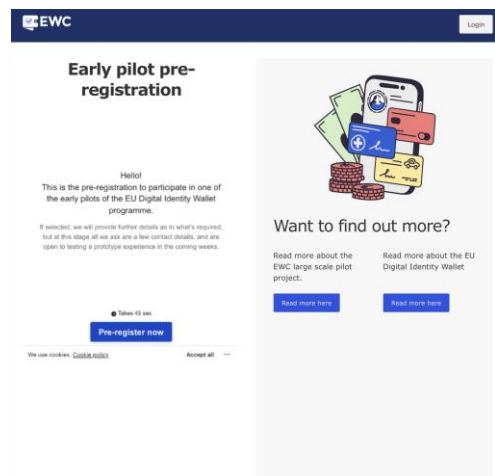 EWC
Login
Early pilot pre-
registration
Hello!
This is the pre-registration to participate in one of
the early pilots of the EU Digital Identity Wallet
programme.
If selected, we will provide further details as to what's required,
but at this stage all we ask are a few contact details, and are
open to testing a prototype experience in the coming weeks.
Takes 43 sec
Pre-register now
We use cookies. Cookie policy
Accept all
Want to find out more?
Read more about the
EWC large scale pilot
project.
Read more here
Read more about the EU
Digital Identity Wallet
Read more here